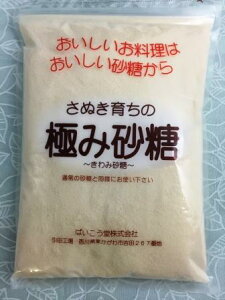 おいしいお料理は
おいしい砂糖から
さぬき育ちの
極み砂糖
～きわみ砂糖～
通常の砂糖と同様にお使い下さい
ばいこう堂株式会社